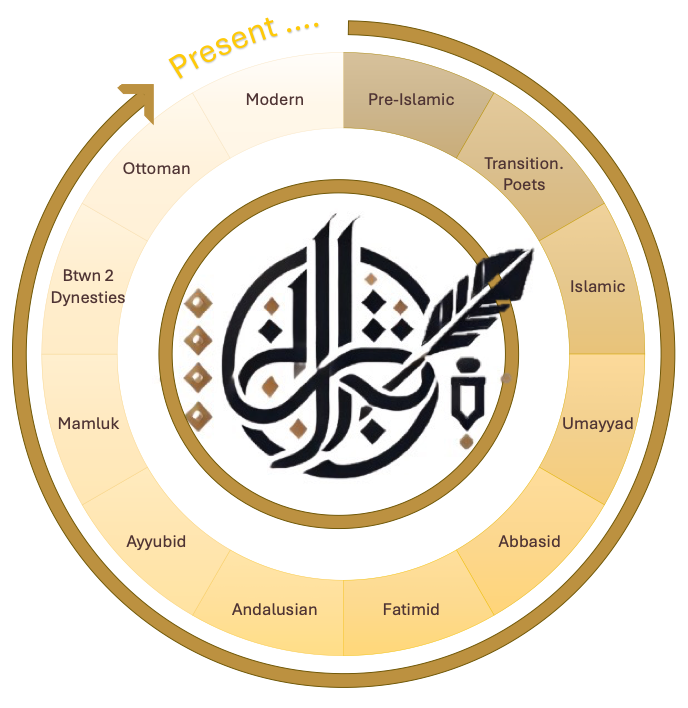 Present ....
Pre-Islamic
Transition.
Poets
Islamic
Umayyad
Abbasid
Fatimid
Andalusian
Ayyubid
Mamluk
Btwn 2
Dynesties
Ottoman
Modern